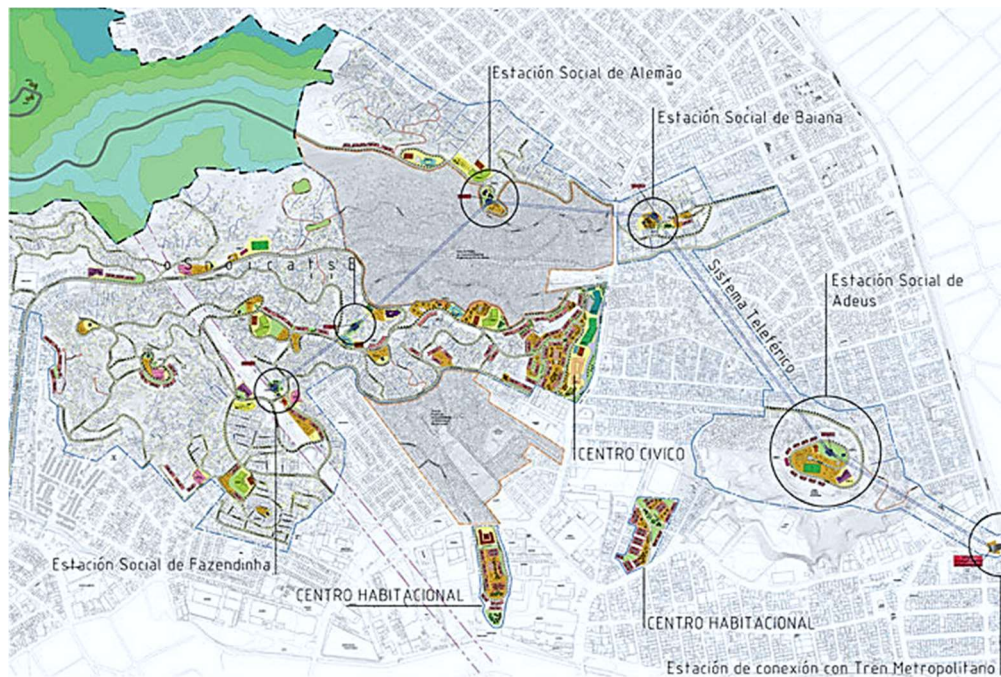 Estación Social de Alemão
Estación Social de Baiana
Sistema Teleférico
Estación Social de
Adeus
CENTRO CIVICO
Estación Social de Fazendinha
CENTRO HABITACIONAL
CENTRO HABITACIONAL
Estación de conexión con Tren Metropolitano